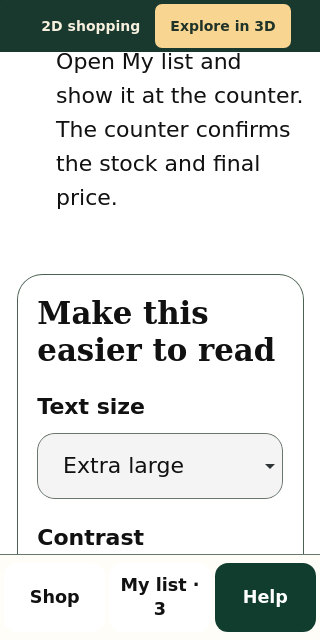 2D shopping
Explore in 3D
Open My list and
show it at the counter.
The counter confirms
the stock and final
price.
Make this
easier to read
Text size
Extra large
Contrast
Shop
My list ·
3
Help